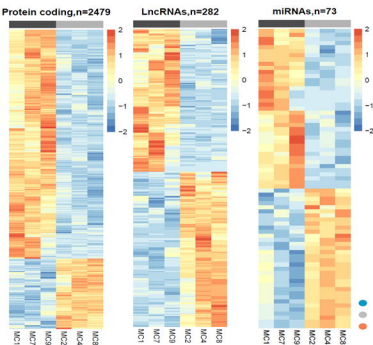 Protein coding,n=2479
2
1
0
−1
−2
MC1
MC7
MC9
MC2
MC4
MC8
LncRNAs,n=282
2
1
0
−1
−2
MC1
MC7
MC9
MC2
MC4
MC8
miRNAs,n=73
2
1
0
−1
−2
MC1
MC7
MC9
MC2
MC4
MC8